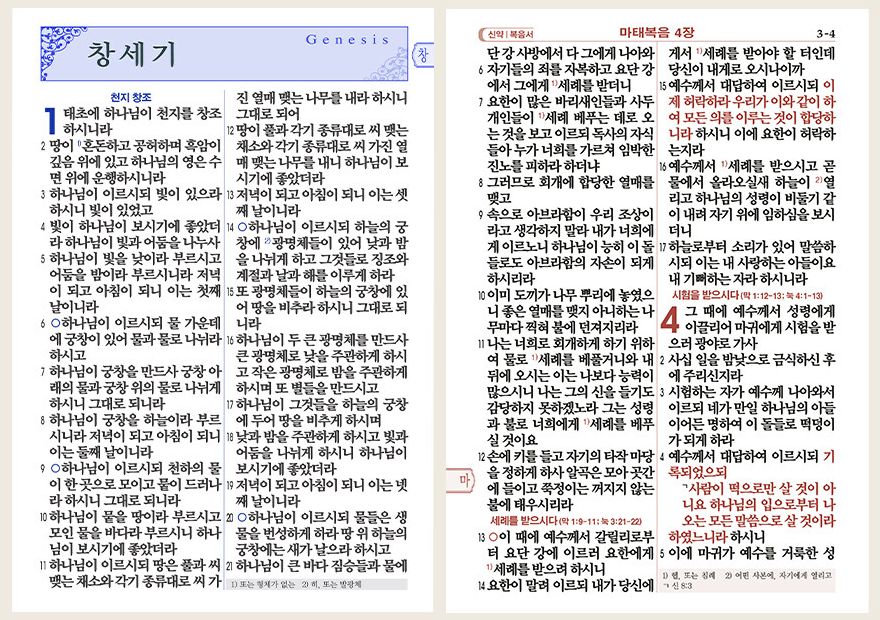 창세기
Genesis
창
천지 창조
1 태초에 하나님이 천지를 창조
하시니라
2 땅이 1)혼돈하고 공허하며 흑암이
깊음 위에 있고 하나님의 영은 수
면 위에 운행하시니라
3 하나님이 이르시되 빛이 있으라
하시니 빛이 있었고
4 빛이 하나님이 보시기에 좋았더
라 하나님이 빛과 어둠을 나누사
5 하나님이 빛을 낮이라 부르시고
어둠을 밤이라 부르시니라 저녁
이 되고 아침이 되니 이는 첫째
날이니라
6 ○하나님이 이르시되 물 가운데
에 궁창이 있어 물과 물로 나뉘라
하시고
7 하나님이 궁창을 만드사 궁창 아
래의 물과 궁창 위의 물로 나뉘게
하시니 그대로 되니라
8 하나님이 궁창을 하늘이라 부르
시니라 저녁이 되고 아침이 되니
이는 둘째 날이니라
9 ○하나님이 이르시되 천하의 물
이 한 곳으로 모이고 뭍이 드러나
라 하시니 그대로 되니라
10 하나님이 뭍을 땅이라 부르시고
모인 물을 바다라 부르시니 하나
님이 보시기에 좋았더라
11 하나님이 이르시되 땅은 풀과 씨
맺는 채소와 각기 종류대로 씨 가
진 열매 맺는 나무를 내라 하시니
그대로 되어
12 땅이 풀과 각기 종류대로 씨 맺는
채소와 각기 종류대로 씨 가진 열
매 맺는 나무를 내니 하나님이 보
시기에 좋았더라
13 저녁이 되고 아침이 되니 이는 셋
째 날이니라
14 ○하나님이 이르시되 하늘의 궁
창에 2)광명체들이 있어 낮과 밤
을 나뉘게 하고 그것들로 징조와
계절과 날과 해를 이루게 하라
15 또 광명체들이 하늘의 궁창에 있
어 땅을 비추라 하시니 그대로 되
니라
16 하나님이 두 큰 광명체를 만드사
큰 광명체로 낮을 주관하게 하시
고 작은 광명체로 밤을 주관하게
하시며 또 별들을 만드시고
17 하나님이 그것들을 하늘의 궁창
에 두어 땅을 비추게 하시며
18 낮과 밤을 주관하게 하시고 빛과
어둠을 나뉘게 하시니 하나님이
보시기에 좋았더라
19 저녁이 되고 아침이 되니 이는 넷
째 날이니라
20 ○하나님이 이르시되 물들은 생
물을 번성하게 하라 땅 위 하늘의
궁창에는 새가 날으라 하시고
21 하나님이 큰 바다 짐승들과 물에
1) 또는 형체가 없는 2) 히, 또는 발광체
신약 | 복음서
마태복음 4장
3-4
마
단 강 사방에서 다 그에게 나아와
6 자기들의 죄를 자복하고 요단 강
에서 그에게 1)세례를 받더니
7 요한이 많은 바리새인들과 사두
개인들이 1)세례 베푸는 데로 오
는 것을 보고 이르되 독사의 자식
들아 누가 너희를 가르쳐 임박한
진노를 피하라 하더냐
8 그러므로 회개에 합당한 열매를
맺고
9 속으로 아브라함이 우리 조상이
라고 생각하지 말라 내가 너희에
게 이르노니 하나님이 능히 이 돌
들로도 아브라함의 자손이 되게
하시리라
10 이미 도끼가 나무 뿌리에 놓였으
니 좋은 열매를 맺지 아니하는 나
무마다 찍혀 불에 던져지리라
11 나는 너희로 회개하게 하기 위하
여 물로 1)세례를 베풀거니와 내
뒤에 오시는 이는 나보다 능력이
많으시니 나는 그의 신을 들기도
감당하지 못하겠노라 그는 성령
과 불로 너희에게 1)세례를 베푸
실 것이요
12 손에 키를 들고 자기의 타작 마당
을 정하게 하사 알곡은 모아 곳간
에 들이고 쭉정이는 꺼지지 않는
불에 태우시리라
세례를 받으시다 (막 1:9-11; 눅 3:21-22)
13 ○이 때에 예수께서 갈릴리로부
터 요단 강에 이르러 요한에게
1)세례를 받으려 하시니
14 요한이 말려 이르되 내가 당신에
게서 1)세례를 받아야 할 터인데
당신이 내게로 오시나이까
15 예수께서 대답하여 이르시되 이
제 허락하라 우리가 이와 같이 하
여 모든 의를 이루는 것이 합당하
니라 하시니 이에 요한이 허락하
는지라
16 예수께서 1)세례를 받으시고 곧
물에서 올라오실새 하늘이 2)열
리고 하나님의 성령이 비둘기 같
이 내려 자기 위에 임하심을 보시
더니
17 하늘로부터 소리가 있어 말씀하
시되 이는 내 사랑하는 아들이요
내 기뻐하는 자라 하시니라
시험을 받으시다 (막 1:12-13; 눅 4:1-13)
4 그 때에 예수께서 성령에게
이끌리어 마귀에게 시험을 받
으러 광야로 가사
2 사십 일을 밤낮으로 금식하신 후
에 주리신지라
3 시험하는 자가 예수께 나아와서
이르되 네가 만일 하나님의 아들
이어든 명하여 이 돌들로 떡덩이
가 되게 하라
4 예수께서 대답하여 이르시되 기
록되었으되
ㄱ사람이 떡으로만 살 것이 아
니요 하나님의 입으로부터 나
오는 모든 말씀으로 살 것이라
하였느니라 하시니
5 이에 마귀가 예수를 거룩한 성
1) 헬, 또는 침례 2) 어떤 사본에, 자기에게 열리고
ㄱ 신 8:3